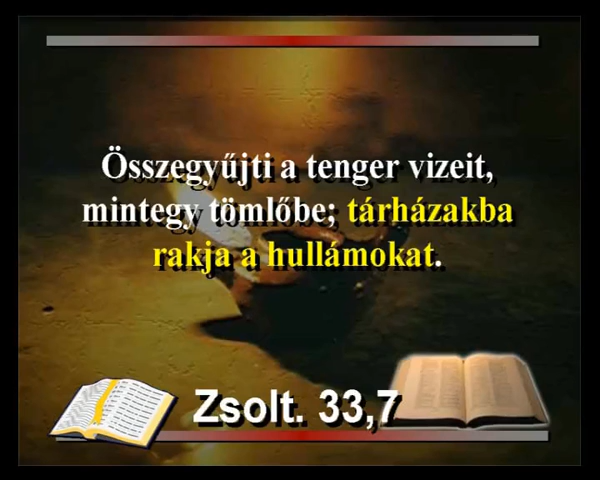 Összegyűjti a tenger vizeit,
mintegy tömlőbe; tárházakba
rakja a hullámokat.
Zsolt. 33,7